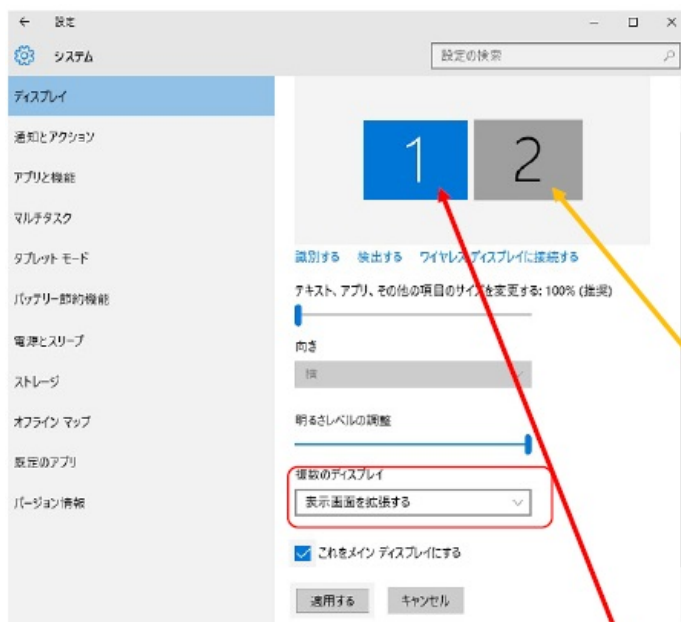 設定
システム
設定の検索
ディスプレイ
通知とアクション
アプリと機能
マルチタスク
タブレット モード
バッテリー節約機能
電源とスリープ
ストレージ
オフライン マップ
既定のアプリ
バージョン情報
1 2
識別する 検出する ワイヤレス ディスプレイに接続する
テキスト、アプリ、その他の項目のサイズを変更する: 100% (推奨)
向き
横
明るさレベルの調整
複数のディスプレイ
表示画面を拡張する
これをメイン ディスプレイにする
適用する キャンセル